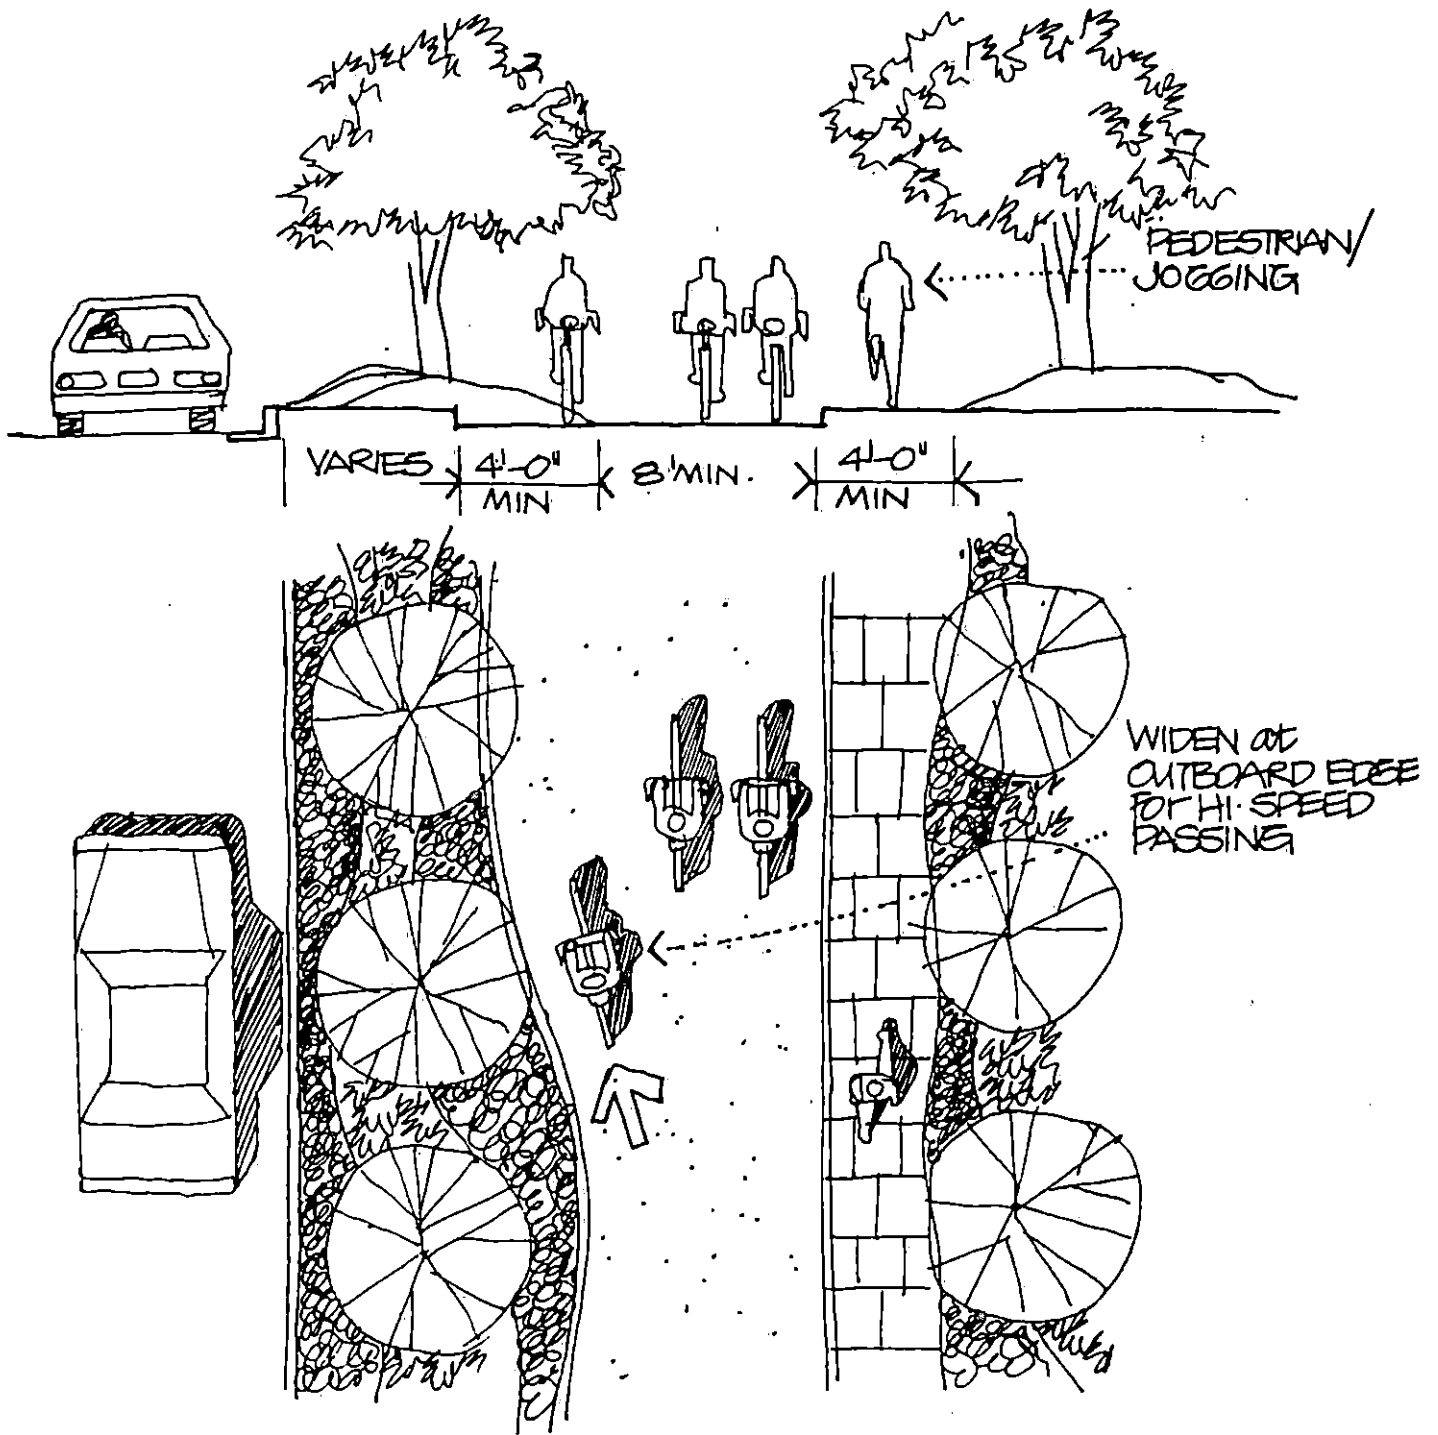 PEDESTRIAN/
JOGGING
VARIES 4'-0" 8' MIN. 4'-0"
MIN MIN
WIDEN at
OUTBOARD EDGE
for HI-SPEED
PASSING